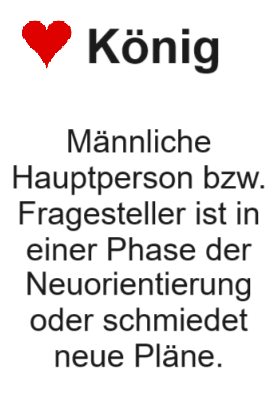 König
Männliche
Hauptperson bzw.
Fragesteller ist in
einer Phase der
Neuorientierung
oder schmiedet
neue Pläne.